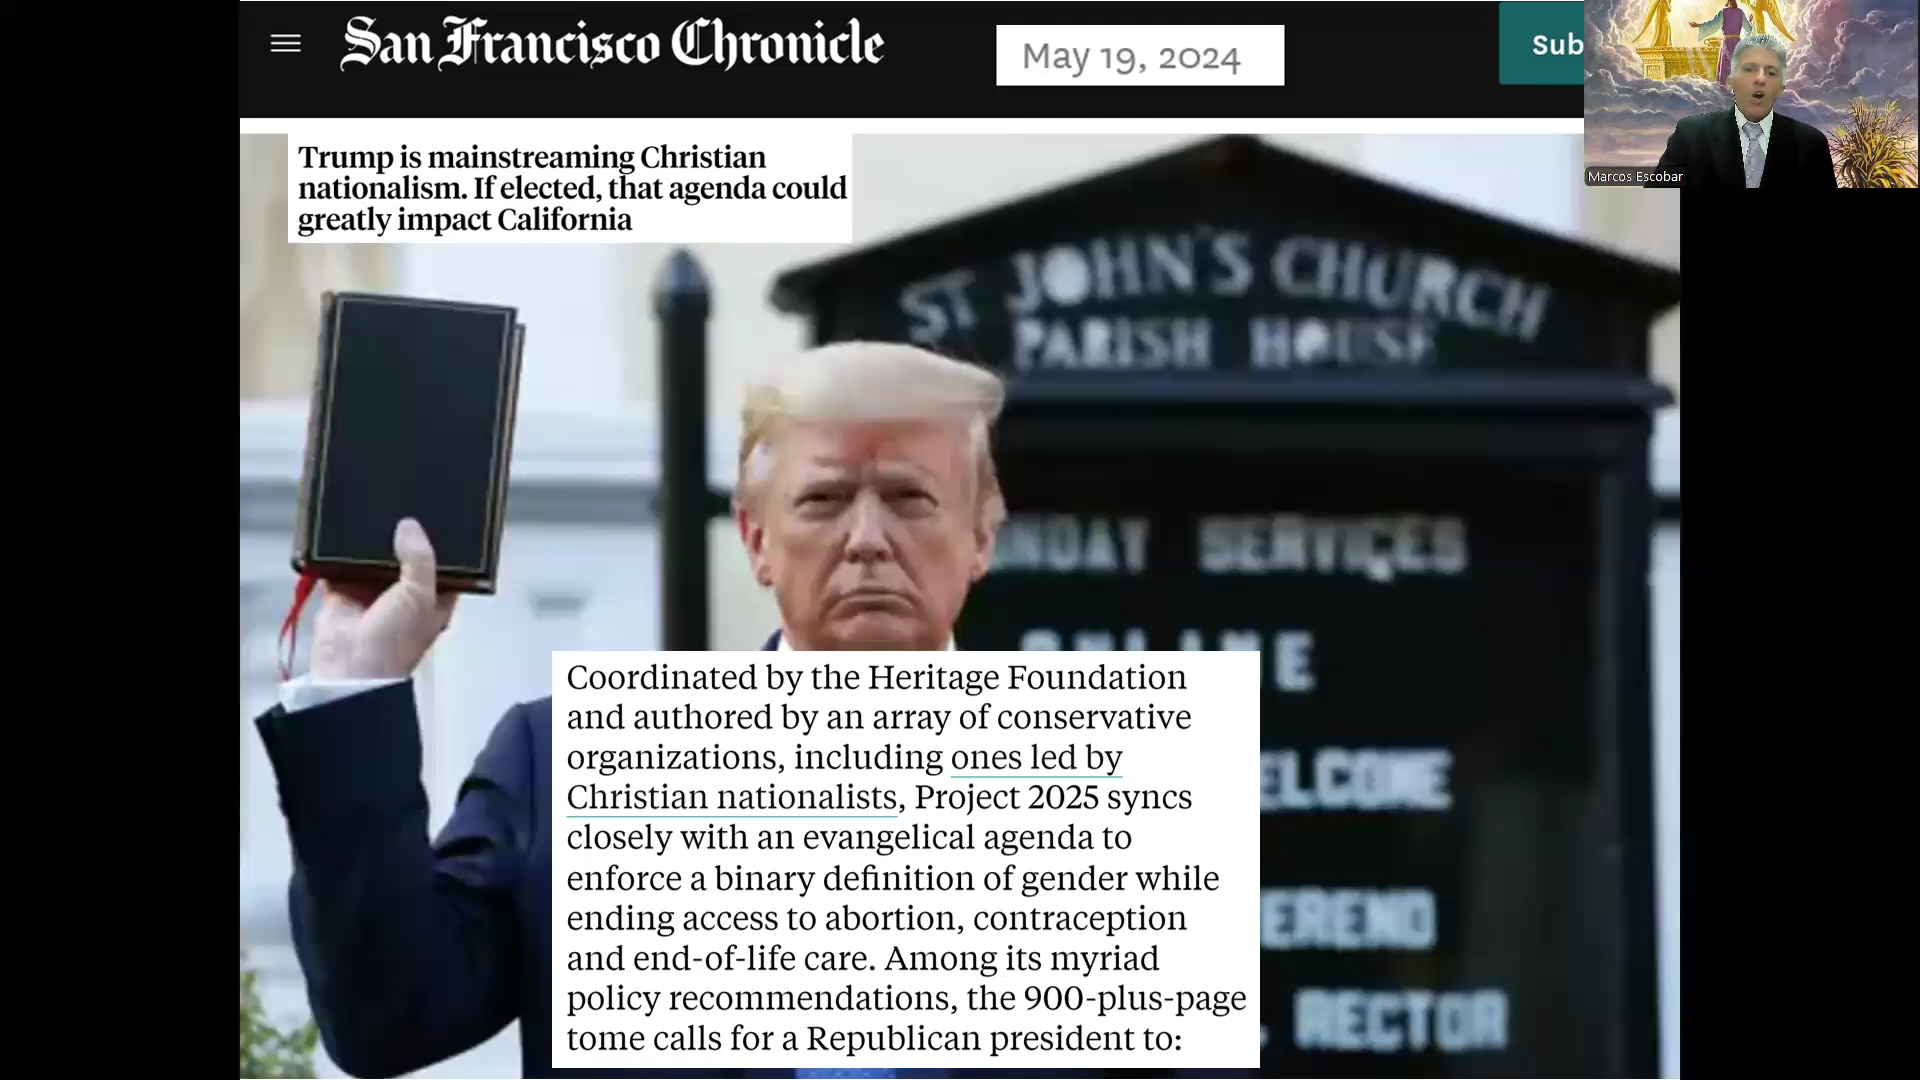 San Francisco Chronicle
May 19, 2024
Sub
Marcos Escobar
Trump is mainstreaming Christian
nationalism. If elected, that agenda could
greatly impact California
ST JOHN'S CHURCH
PARISH HOUSE
NDAY SERVICES
ONLINE
ELCOME
EREND
RECTOR
Coordinated by the Heritage Foundation
and authored by an array of conservative
organizations, including ones led by
Christian nationalists, Project 2025 syncs
closely with an evangelical agenda to
enforce a binary definition of gender while
ending access to abortion, contraception
and end-of-life care. Among its myriad
policy recommendations, the 900-plus-page
tome calls for a Republican president to: